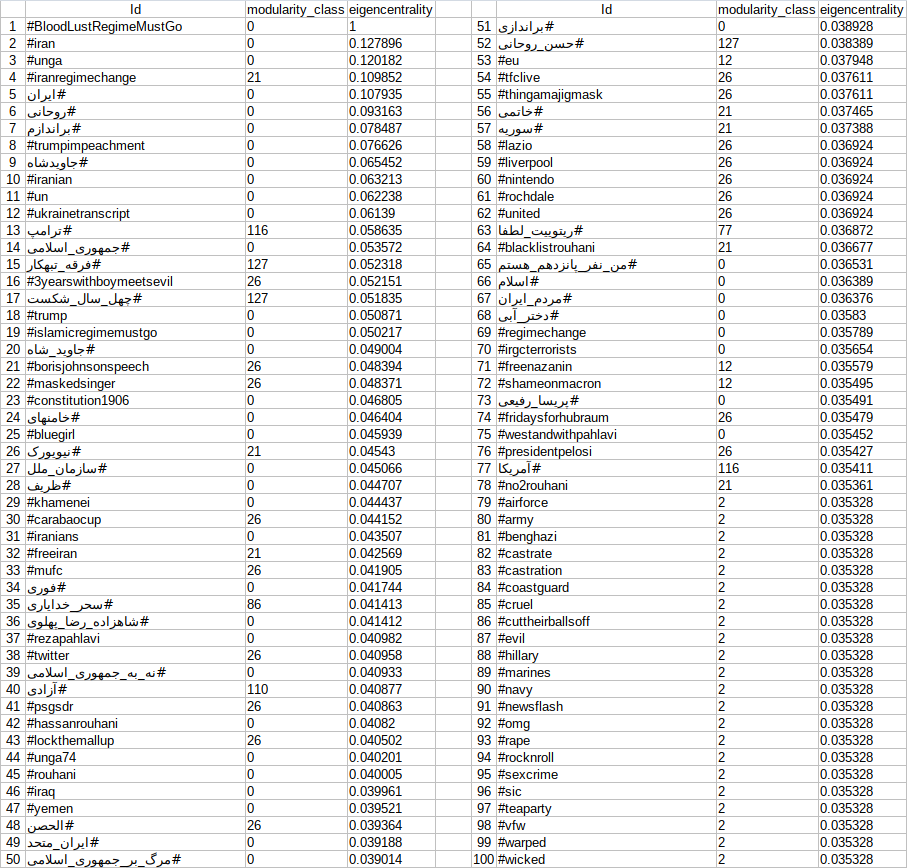 Id modularity_class eigencentrality
1 #BloodLustRegimeMustGo 0 1
2 #iran 0 0.127896
3 #unga 0 0.120182
4 #iranregimechange 21 0.109852
5 #ایران 0 0.107935
6 #روحانی 0 0.093163
7 #براندازم 0 0.078487
8 #trumpimpeachment 0 0.076626
9 #جاویدشاه 0 0.065452
10 #iranian 0 0.063213
11 #un 0 0.062238
12 #ukrainetranscript 0 0.06139
13 #ترامپ 116 0.058635
14 #جمهوری_اسلامی 0 0.053572
15 #فرقه_تبهکار 127 0.052318
16 #3yearswithboymeetsevil 26 0.052151
17 #چهل_سال_شکست 127 0.051835
18 #trump 0 0.050871
19 #islamicregimemustgo 0 0.050217
20 #جاوید_شاه 0 0.049004
21 #borisjohnsonspeech 26 0.048394
22 #maskedsinger 26 0.048371
23 #constitution1906 0 0.046805
24 #خامنهای 0 0.046404
25 #bluegirl 0 0.045939
26 #نیویورک 21 0.04543
27 #سازمان_ملل 0 0.045066
28 #ظریف 0 0.044707
29 #khamenei 0 0.044437
30 #carabaocup 26 0.044152
31 #iranians 0 0.043507
32 #freeiran 21 0.042569
33 #mufc 26 0.041905
34 #فوری 0 0.041744
35 #سحر_خدایاری 86 0.041413
36 #شاهزاده_رضا_پهلوی 0 0.041412
37 #rezapahlavi 0 0.040982
38 #twitter 26 0.040958
39 #نه_به_جمهوری_اسلامی 0 0.040933
40 #آزادی 110 0.040877
41 #psgsdr 26 0.040863
42 #hassanrouhani 0 0.04082
43 #lockthemallup 26 0.040502
44 #unga74 0 0.040201
45 #rouhani 0 0.040005
46 #iraq 0 0.039961
47 #yemen 0 0.039521
48 #الحصن 26 0.039364
49 #ایران_متحد 0 0.039188
50 #مرگ_بر_جمهوری_اسلامی 0 0.039014
Id modularity_class eigencentrality
51 #براندازی 0 0.038928
52 #حسن_روحانی 127 0.038389
53 #eu 12 0.037948
54 #tfclive 26 0.037611
55 #thingamajigmask 26 0.037611
56 #خاتمی 21 0.037465
57 #سوریه 21 0.037388
58 #lazio 26 0.036924
59 #liverpool 26 0.036924
60 #nintendo 26 0.036924
61 #rochdale 26 0.036924
62 #united 26 0.036924
63 #ریتوییت_لطفا 77 0.036872
64 #blacklistrouhani 21 0.036677
65 #من_نفر_پانزدهم_هستم 0 0.036531
66 #اسلام 0 0.036389
67 #مردم_ایران 0 0.036376
68 #دختر_آبی 0 0.03583
69 #regimechange 0 0.035789
70 #irgcterrorists 0 0.035654
71 #freenazanin 12 0.035579
72 #shameonmacron 12 0.035495
73 #پریسا_رفیعی 0 0.035491
74 #fridaysforhubraum 26 0.035479
75 #westandwithpahlavi 0 0.035452
76 #presidentpelosi 26 0.035427
77 #آمریکا 116 0.035411
78 #no2rouhani 21 0.035361
79 #airforce 2 0.035328
80 #army 2 0.035328
81 #benghazi 2 0.035328
82 #castrate 2 0.035328
83 #castration 2 0.035328
84 #coastguard 2 0.035328
85 #cruel 2 0.035328
86 #cuttheirballsoff 2 0.035328
87 #evil 2 0.035328
88 #hillary 2 0.035328
89 #marines 2 0.035328
90 #navy 2 0.035328
91 #newsflash 2 0.035328
92 #omg 2 0.035328
93 #rape 2 0.035328
94 #rocknroll 2 0.035328
95 #sexcrime 2 0.035328
96 #sic 2 0.035328
97 #teaparty 2 0.035328
98 #vfw 2 0.035328
99 #warped 2 0.035328
100 #wicked 2 0.035328